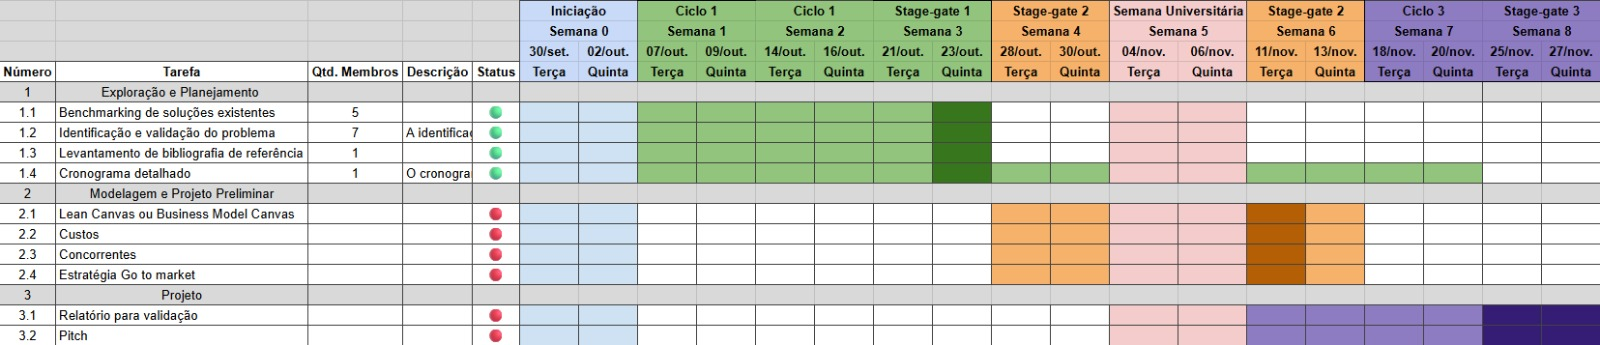 Iniciação Ciclo 1 Ciclo 1 Stage-gate 1 Stage-gate 2 Semana Universitária Stage-gate 2 Ciclo 3 Stage-gate 3
Semana 0 Semana 1 Semana 2 Semana 3 Semana 4 Semana 5 Semana 6 Semana 7 Semana 8
30/set. 02/out. 07/out. 09/out. 14/out. 16/out. 21/out. 23/out. 28/out. 30/out. 04/nov. 06/nov. 11/nov. 13/nov. 18/nov. 20/nov. 25/nov. 27/nov.
Número Tarefa Qtd. Membros Descrição Status Terça Quinta Terça Quinta Terça Quinta Terça Quinta Terça Quinta Terça Quinta Terça Quinta Terça Quinta Terça Quinta
1 Exploração e Planejamento
1.1 Benchmarking de soluções existentes 5
1.2 Identificação e validação do problema 7 A identificaç
1.3 Levantamento de bibliografia de referência 1
1.4 Cronograma detalhado 1 O cronogra
2 Modelagem e Projeto Preliminar
2.1 Lean Canvas ou Business Model Canvas
2.2 Custos
2.3 Concorrentes
2.4 Estratégia Go to market
3 Projeto
3.1 Relatório para validação
3.2 Pitch